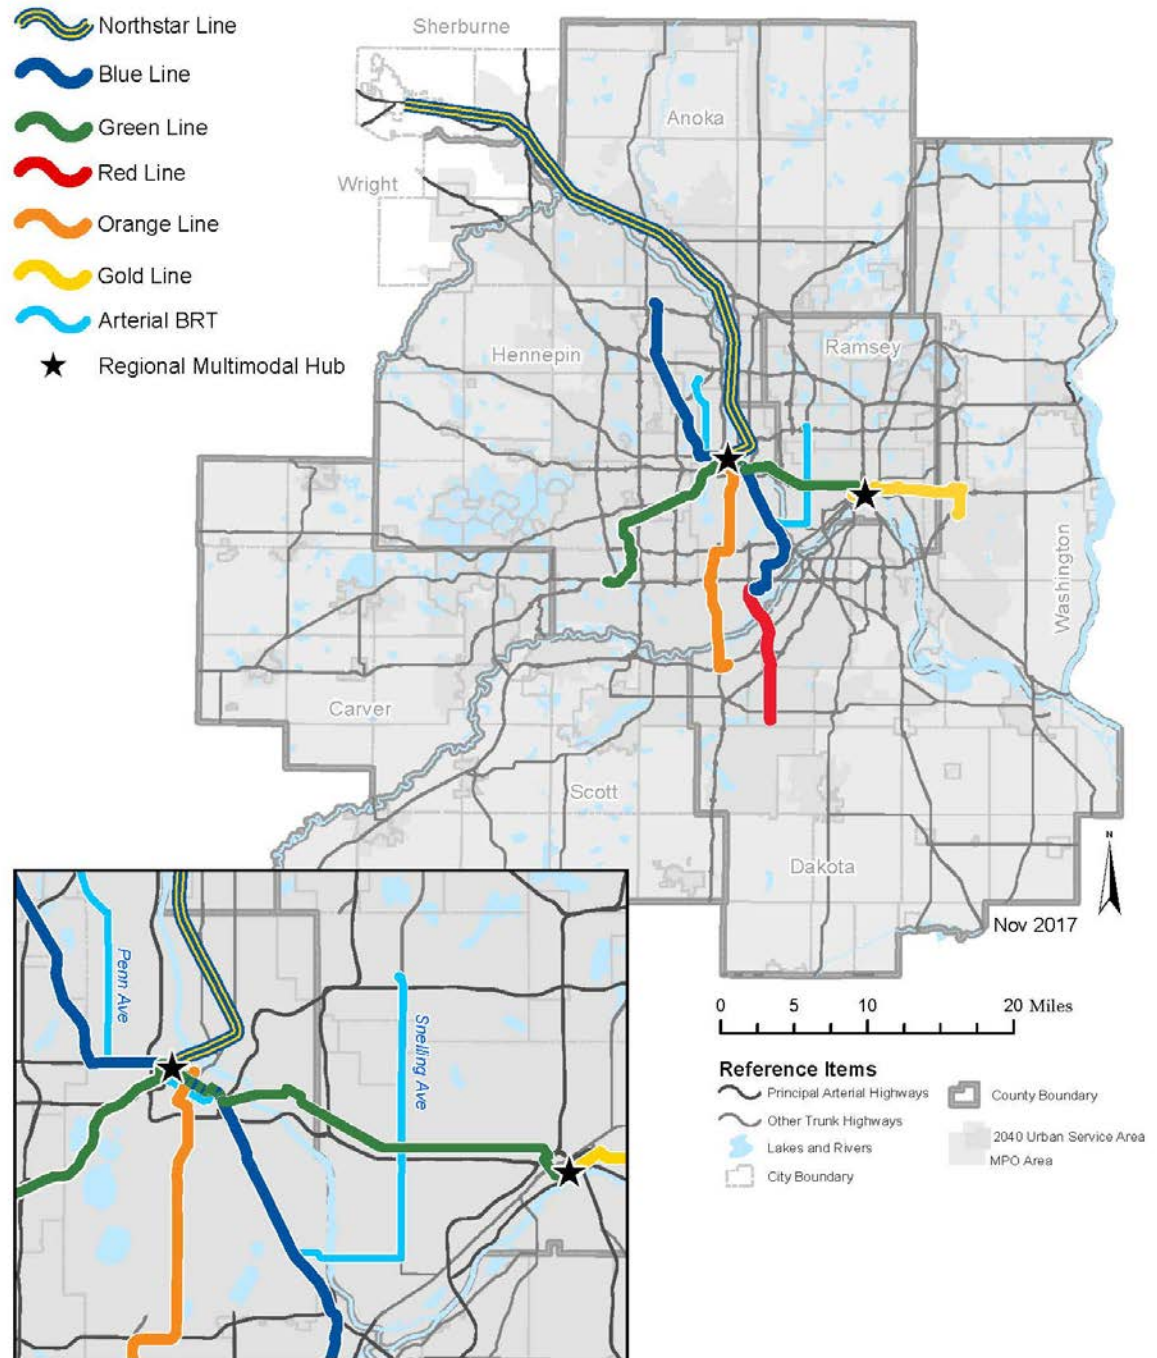 Northstar Line
Blue Line
Green Line
Red Line
Orange Line
Gold Line
Arterial BRT
Regional Multimodal Hub
Sherburne
Anoka
Wright
Hennepin
Ramsey
Washington
Carver
Scott
Dakota
N
Nov 2017
Penn Ave
Snelling Ave
0 5 10 20 Miles
Reference Items
Principal Arterial Highways
Other Trunk Highways
Lakes and Rivers
City Boundary
County Boundary
2040 Urban Service Area
MPO Area